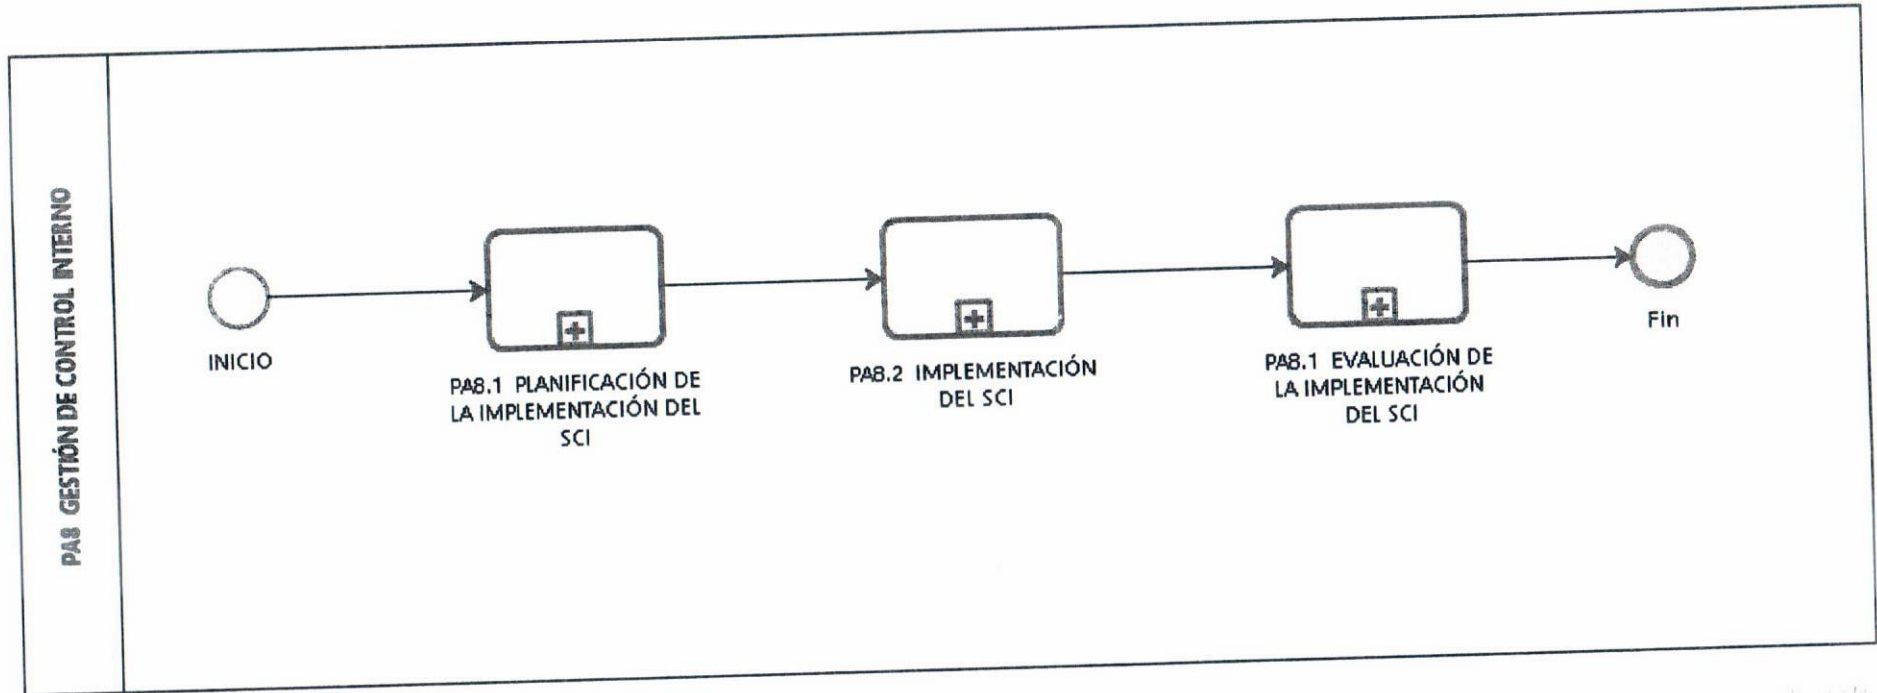 PA8 GESTIÓN DE CONTROL INTERNO
INICIO
PA8.1 PLANIFICACIÓN DE
LA IMPLEMENTACIÓN DEL
SCI
PA8.2 IMPLEMENTACIÓN
DEL SCI
PA8.1 EVALUACIÓN DE
LA IMPLEMENTACIÓN
DEL SCI
Fin